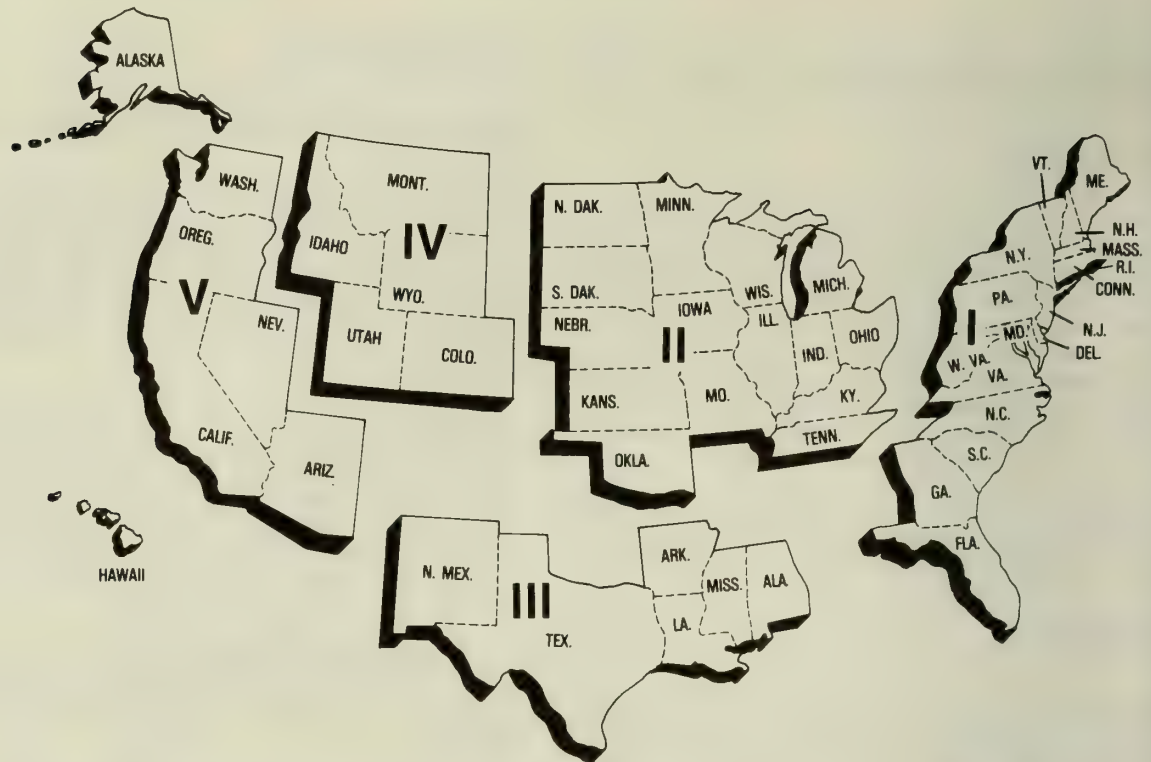 ALASKA
WASH.
OREG.
V
NEV.
CALIF.
ARIZ.
HAWAII
MONT.
IV
IDAHO
WYO.
UTAH
COLO.
N. DAK.
MINN.
S. DAK.
WIS.
MICH.
NEBR.
IOWA
II
ILL.
IND.
OHIO
KANS.
MO.
KY.
TENN.
OKLA.
N. MEX.
III
TEX.
ARK.
LA.
MISS.
ALA.
VT.
ME.
N.H.
MASS.
R.I.
CONN.
N.Y.
PA.
I
N.J.
MD.
DEL.
W. VA.
VA.
N.C.
S.C.
GA.
FLA.